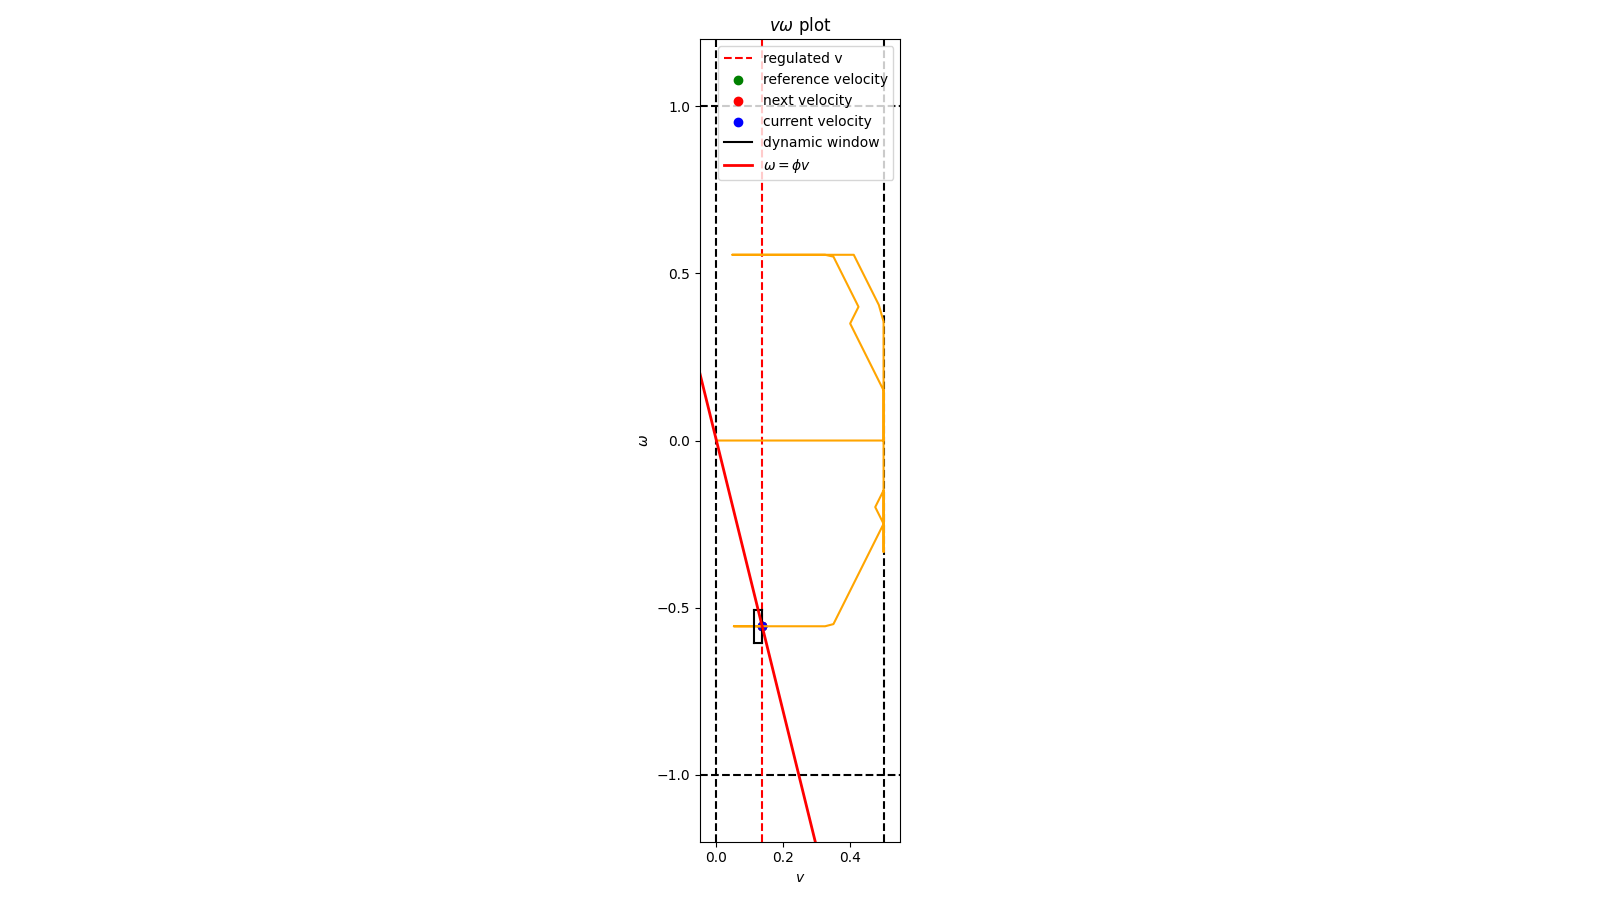 vω plot
regulated v
reference velocity
next velocity
current velocity
dynamic window
ω = ϕv
1.0
0.5
0.0
−0.5
−1.0
ω
0.0 0.2 0.4
v